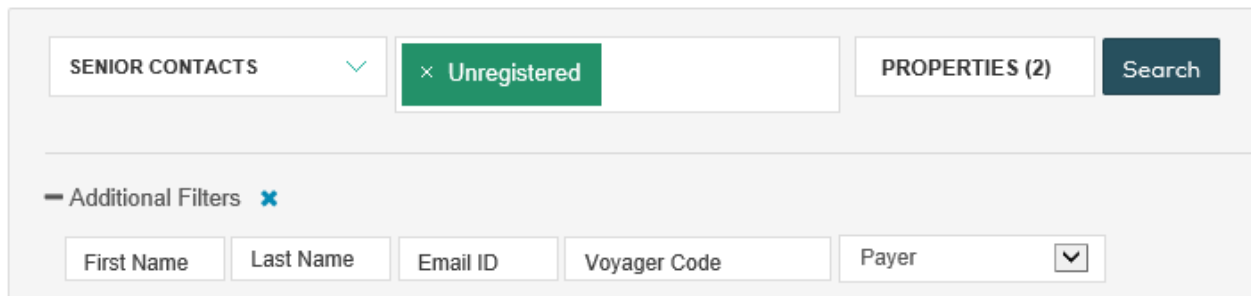 SENIOR CONTACTS
× Unregistered
PROPERTIES (2)
Search
Additional Filters
First Name
Last Name
Email ID
Voyager Code
Payer